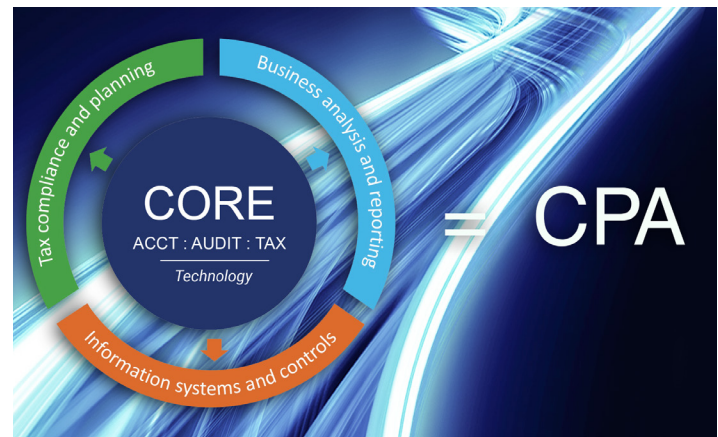 Tax compliance and planning
Business analysis and reporting
CORE
ACCT : AUDIT : TAX
Technology
Information systems and controls
= CPA